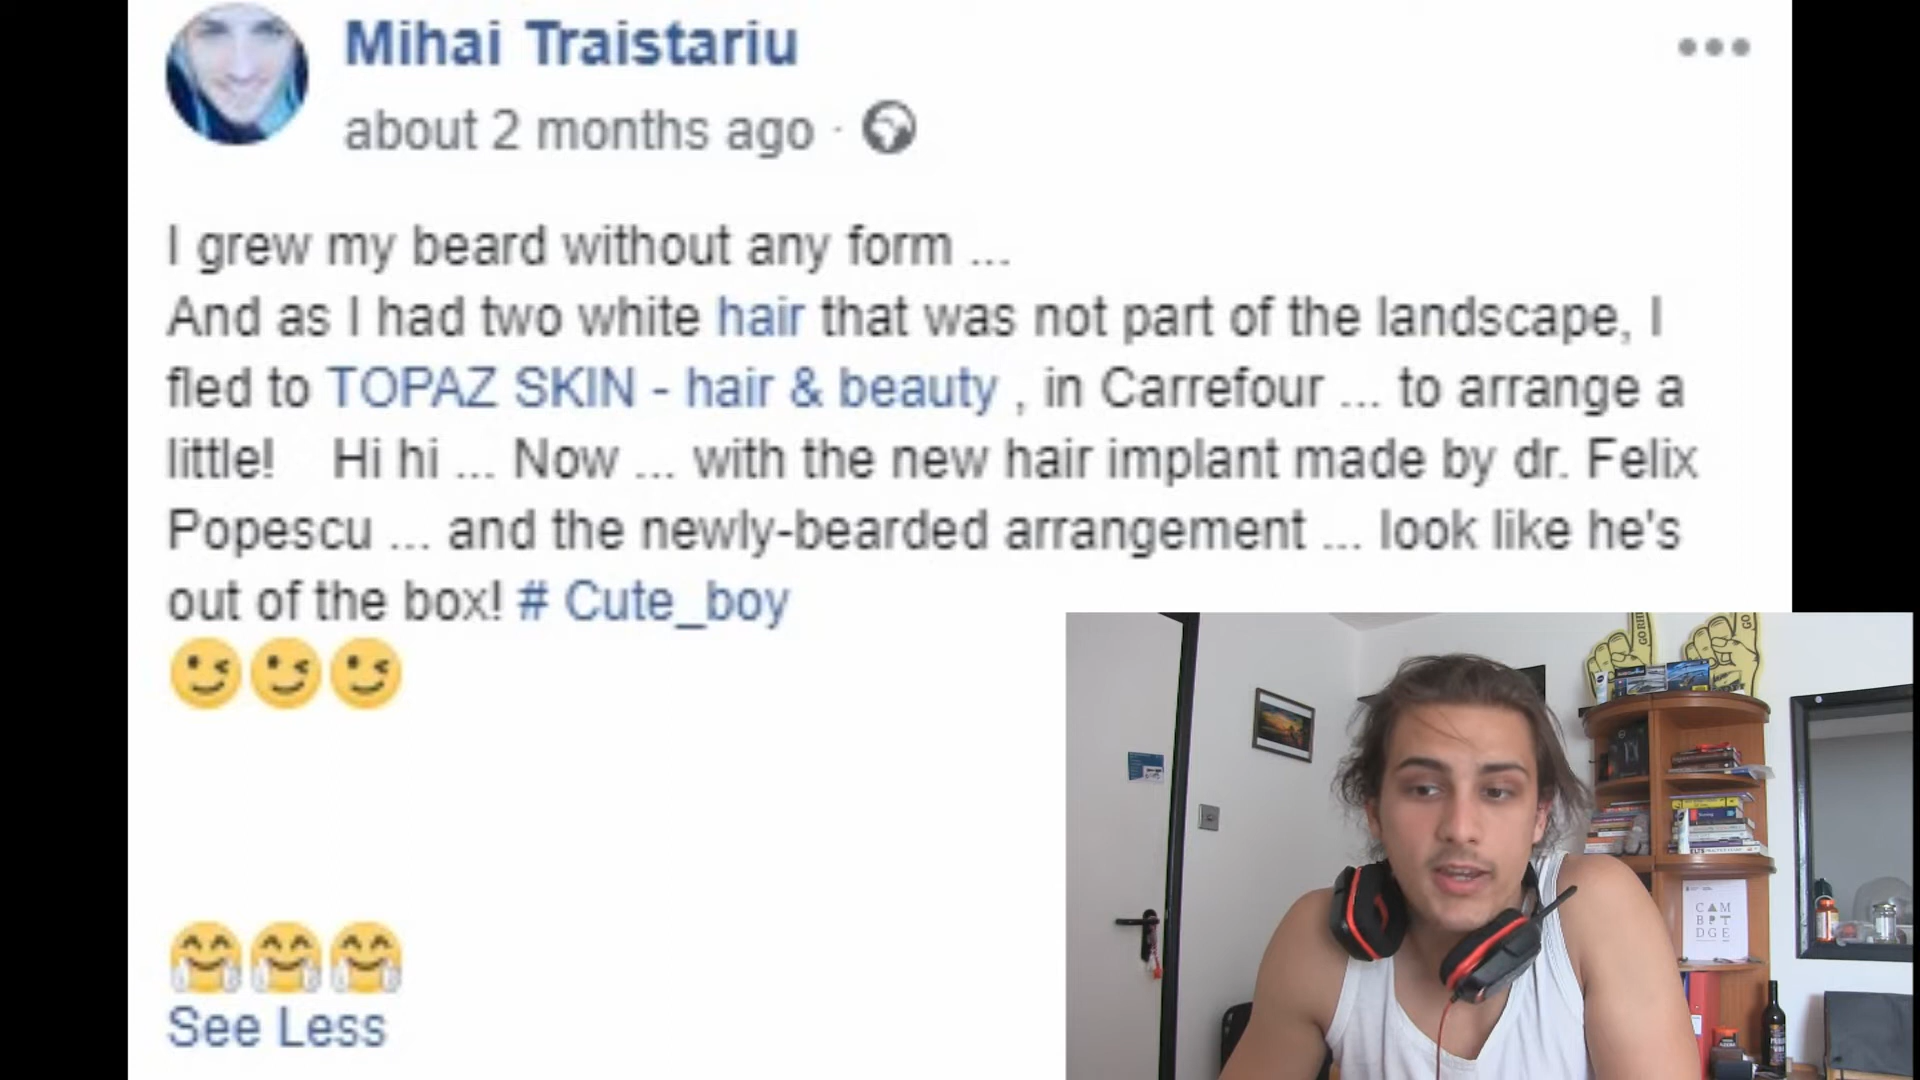 Mihai Traistariu
about 2 months ago ·
I grew my beard without any form ...
And as I had two white hair that was not part of the landscape, I
fled to TOPAZ SKIN - hair & beauty , in Carrefour ... to arrange a
little! Hi hi ... Now ... with the new hair implant made by dr. Felix
Popescu ... and the newly-bearded arrangement ... look like he's
out of the box! # Cute_boy
See Less
GO
C A M
B P T
D G E